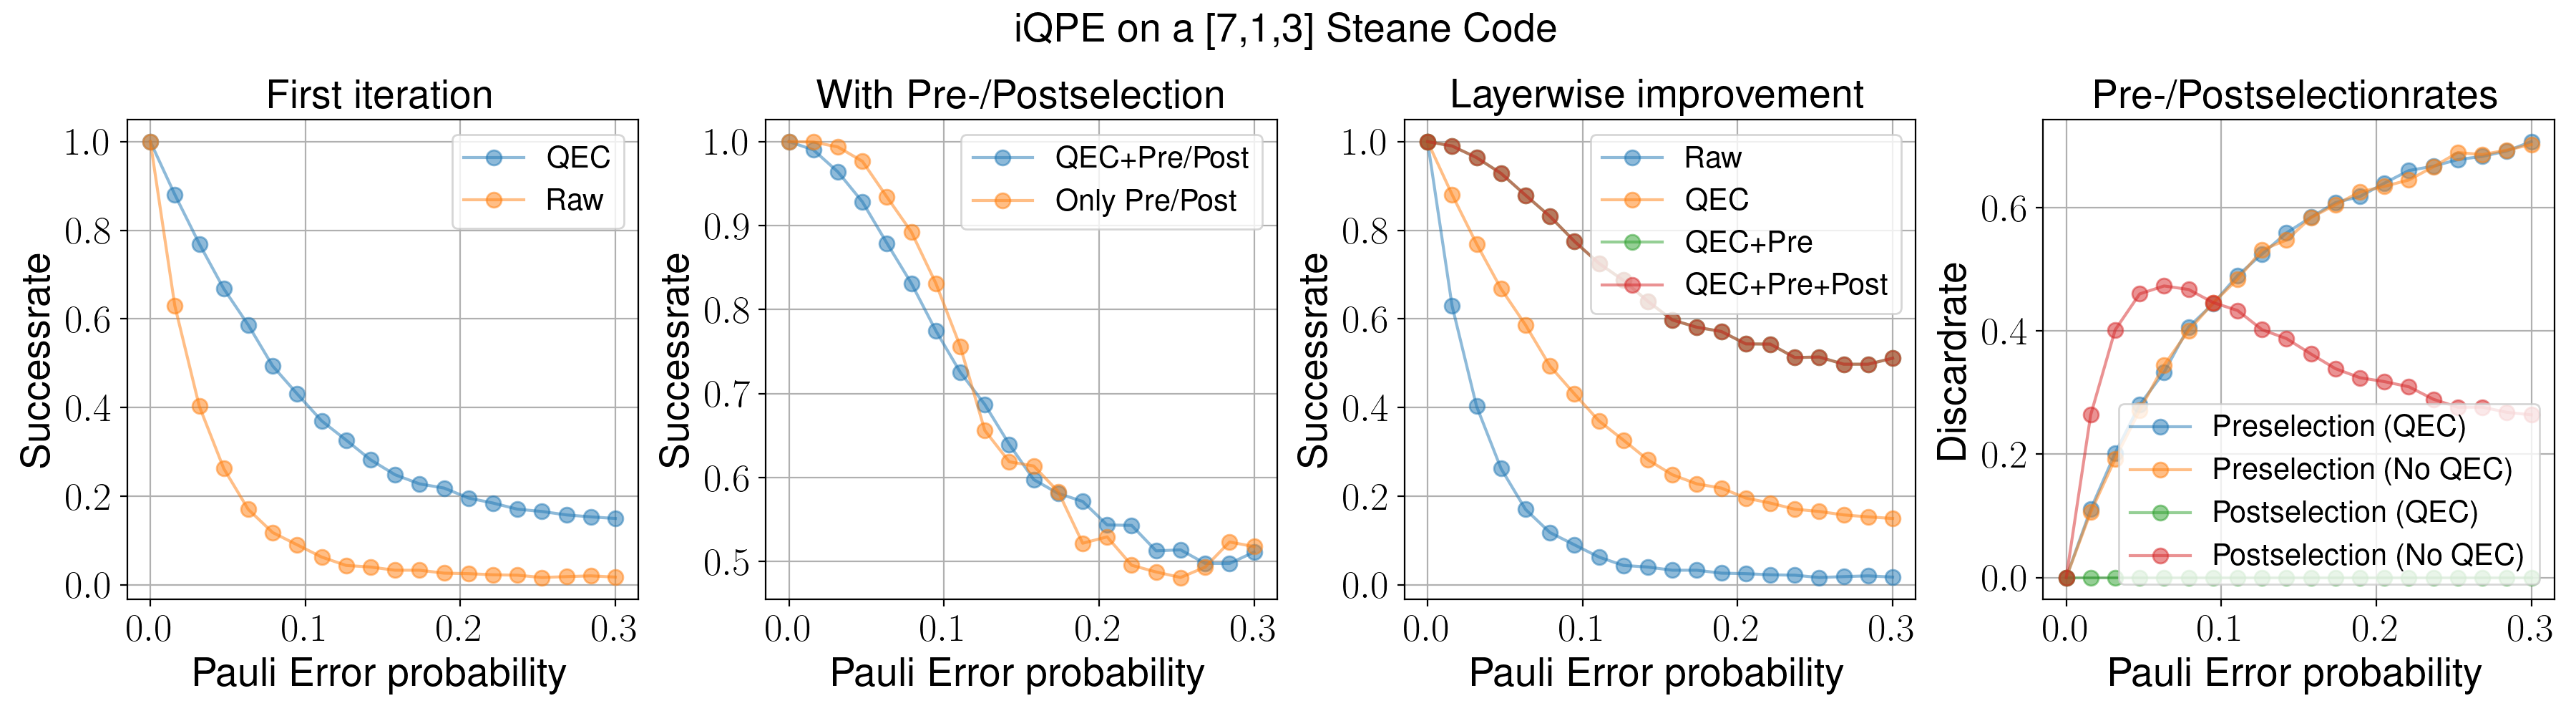 iQPE on a [7,1,3] Steane Code
First iteration
Successrate
1.0
0.8
0.6
0.4
0.2
0.0
QEC
Raw
0.0 0.1 0.2 0.3
Pauli Error probability
With Pre-/Postselection
Successrate
1.0
0.9
0.8
0.7
0.6
0.5
QEC+Pre/Post
Only Pre/Post
0.0 0.1 0.2 0.3
Pauli Error probability
Layerwise improvement
Successrate
1.0
0.8
0.6
0.4
0.2
0.0
Raw
QEC
QEC+Pre
QEC+Pre+Post
0.0 0.1 0.2 0.3
Pauli Error probability
Pre-/Postselectionrates
Discardrate
0.6
0.4
0.2
0.0
Preselection (QEC)
Preselection (No QEC)
Postselection (QEC)
Postselection (No QEC)
0.0 0.1 0.2 0.3
Pauli Error probability